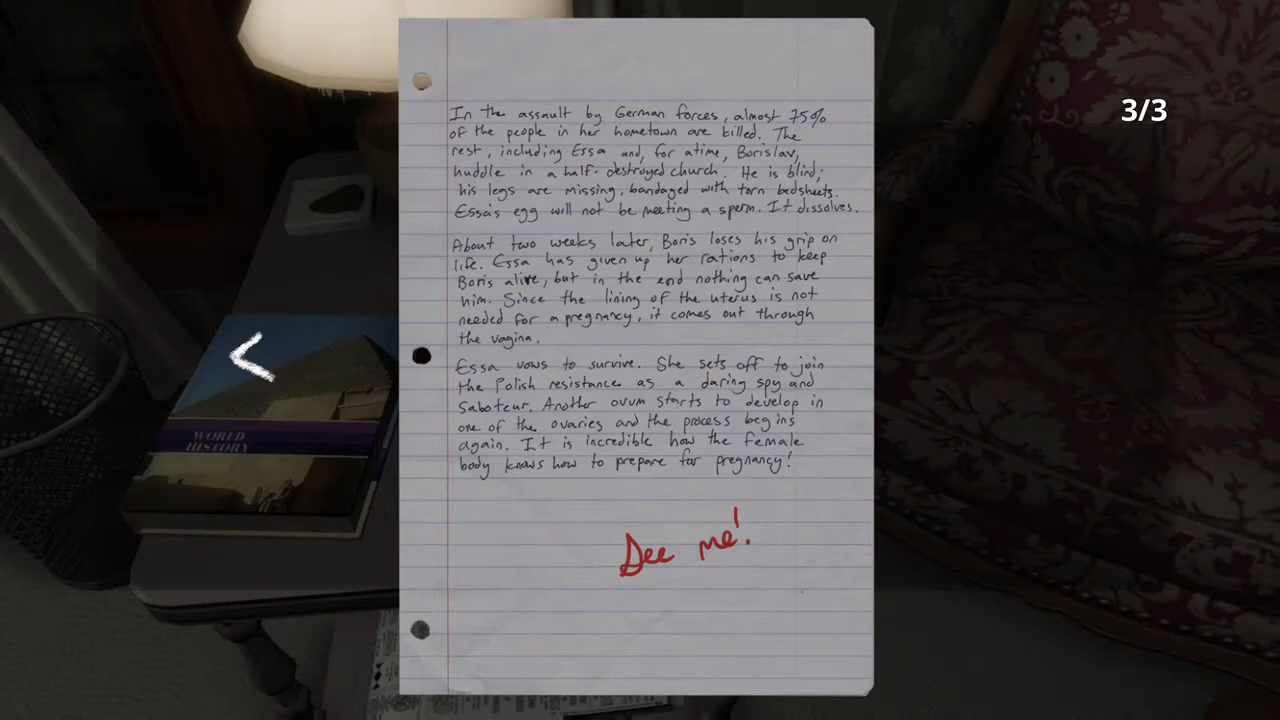 3/3
In the assault by German forces, almost 75%
of the people in her hometown are killed. The
rest, including Essa and, for atime, Borislav,
huddle in a half-destroyed church. He is blind;
his legs are missing, bandaged with torn bedsheets.
Essa's egg will not be meeting a sperm. It dissolves.
About two weeks later, Boris loses his grip on
life. Essa has given up her rations to keep
Boris alive, but in the end nothing can save
him. Since the lining of the uterus is not
needed for a pregnancy, it comes out through
the vagina.
Essa vows to survive. She sets off to join
the Polish resistance as a daring spy and
saboteur. Another ovum starts to develop in
one of the ovaries and the process begins
again. It is incredible how the female
body knows how to prepare for pregnancy!
See me!
WORLD
HISTORY